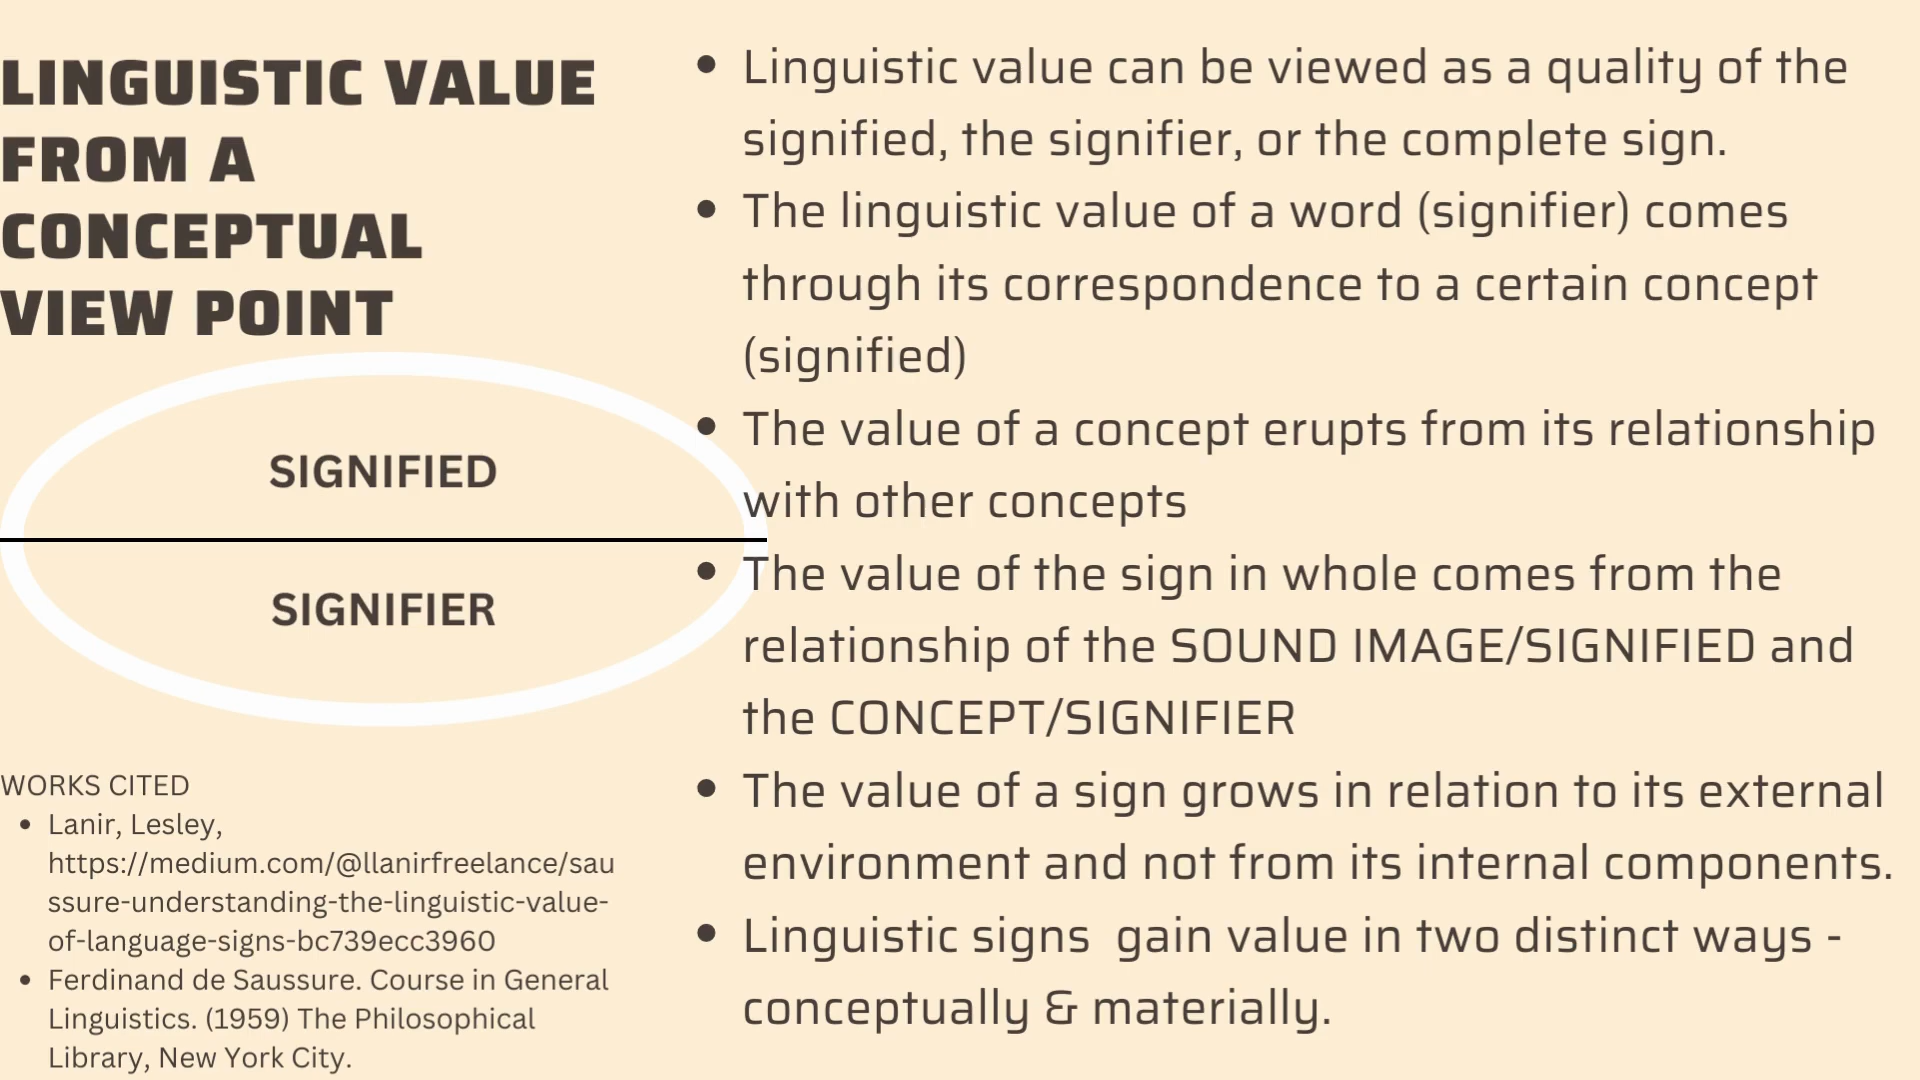 LINGUISTIC VALUE
FROM A
CONCEPTUAL
VIEW POINT
SIGNIFIED
SIGNIFIER
WORKS CITED
• Lanir, Lesley,
https://medium.com/@llanirfreelance/sau
ssure-understanding-the-linguistic-value-
of-language-signs-bc739ecc3960
• Ferdinand de Saussure. Course in General
Linguistics. (1959) The Philosophical
Library, New York City.
• Linguistic value can be viewed as a quality of the
signified, the signifier, or the complete sign.
• The linguistic value of a word (signifier) comes
through its correspondence to a certain concept
(signified)
• The value of a concept erupts from its relationship
with other concepts
• The value of the sign in whole comes from the
relationship of the SOUND IMAGE/SIGNIFIED and
the CONCEPT/SIGNIFIER
• The value of a sign grows in relation to its external
environment and not from its internal components.
• Linguistic signs  gain value in two distinct ways -
conceptually & materially.